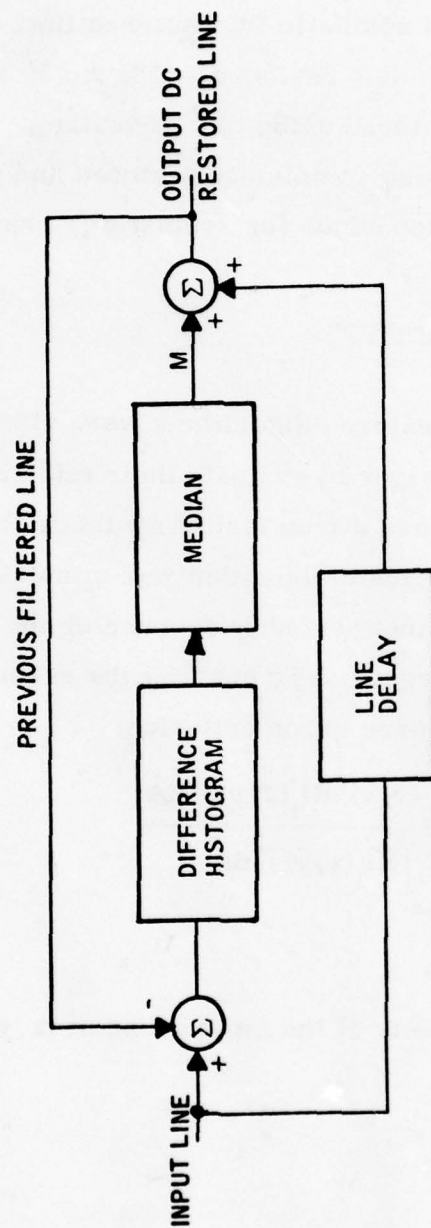 PREVIOUS FILTERED LINE
INPUT LINE
+
-
Σ
DIFFERENCE
HISTOGRAM
MEDIAN
M
+
Σ
+
OUTPUT DC
RESTORED LINE
LINE
DELAY